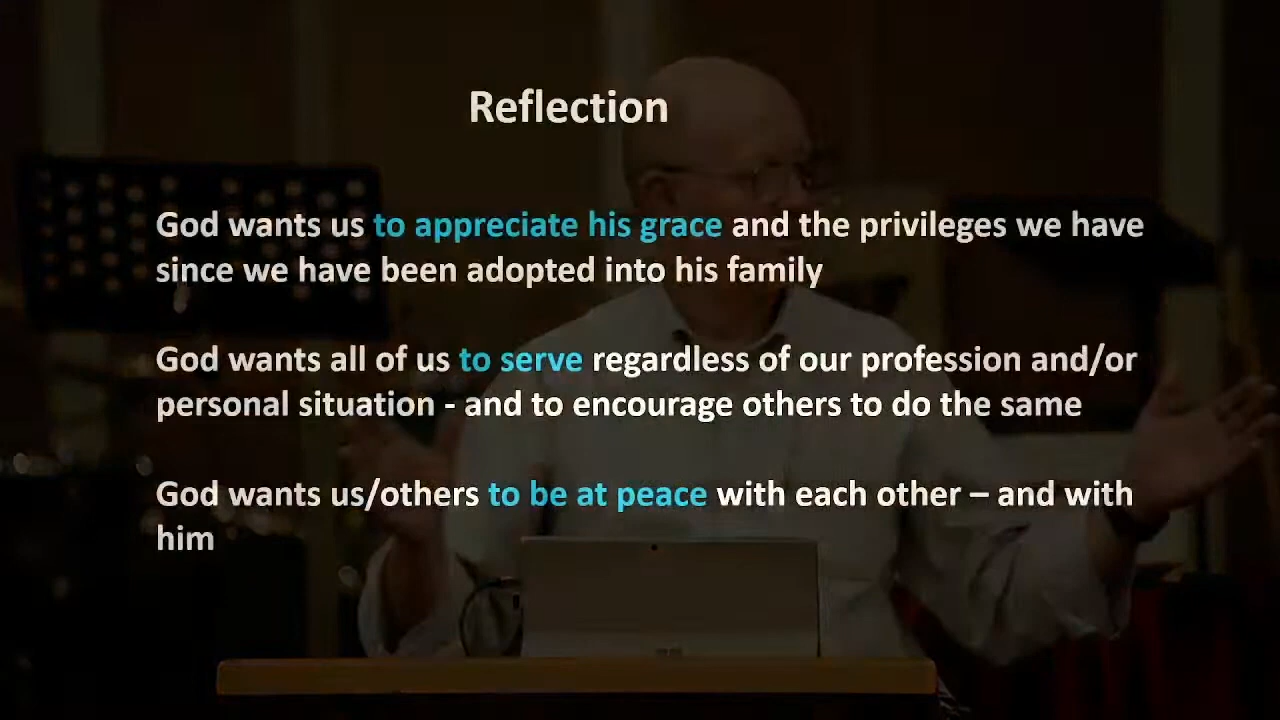 Reflection
God wants us to appreciate his grace and the privileges we have
since we have been adopted into his family
God wants all of us to serve regardless of our profession and/or
personal situation - and to encourage others to do the same
God wants us/others to be at peace with each other – and with
him